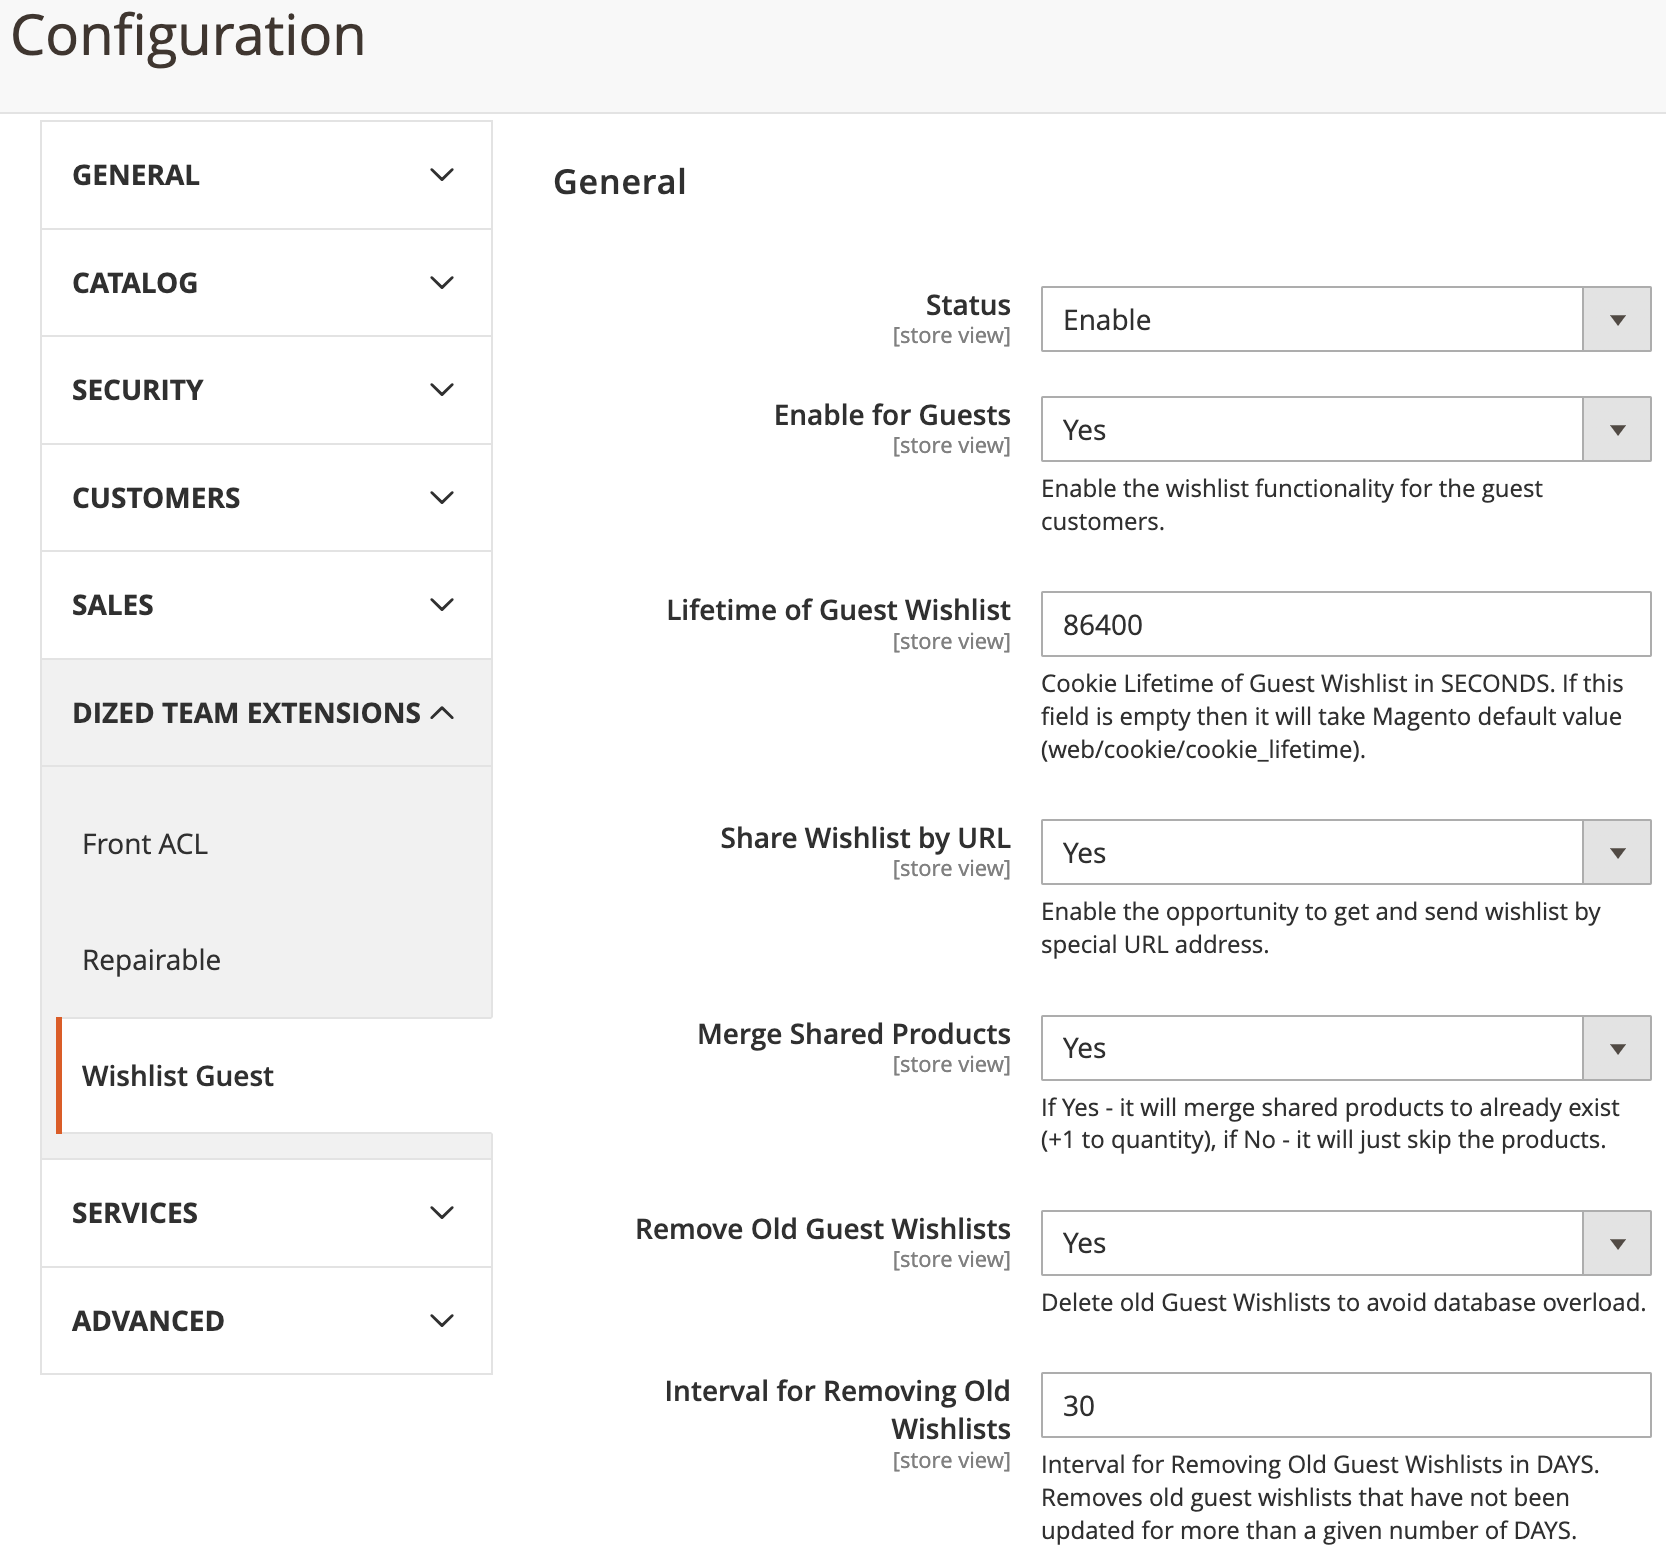 Configuration
GENERAL
CATALOG
SECURITY
CUSTOMERS
SALES
DIZED TEAM EXTENSIONS
Front ACL
Repairable
Wishlist Guest
SERVICES
ADVANCED
General
Status
[store view]
Enable
Enable for Guests
[store view]
Yes
Enable the wishlist functionality for the guest
customers.
Lifetime of Guest Wishlist
[store view]
86400
Cookie Lifetime of Guest Wishlist in SECONDS. If this
field is empty then it will take Magento default value
(web/cookie/cookie_lifetime).
Share Wishlist by URL
[store view]
Yes
Enable the opportunity to get and send wishlist by
special URL address.
Merge Shared Products
[store view]
Yes
If Yes - it will merge shared products to already exist
(+1 to quantity), if No - it will just skip the products.
Remove Old Guest Wishlists
[store view]
Yes
Delete old Guest Wishlists to avoid database overload.
Interval for Removing Old
Wishlists
[store view]
30
Interval for Removing Old Guest Wishlists in DAYS.
Removes old guest wishlists that have not been
updated for more than a given number of DAYS.